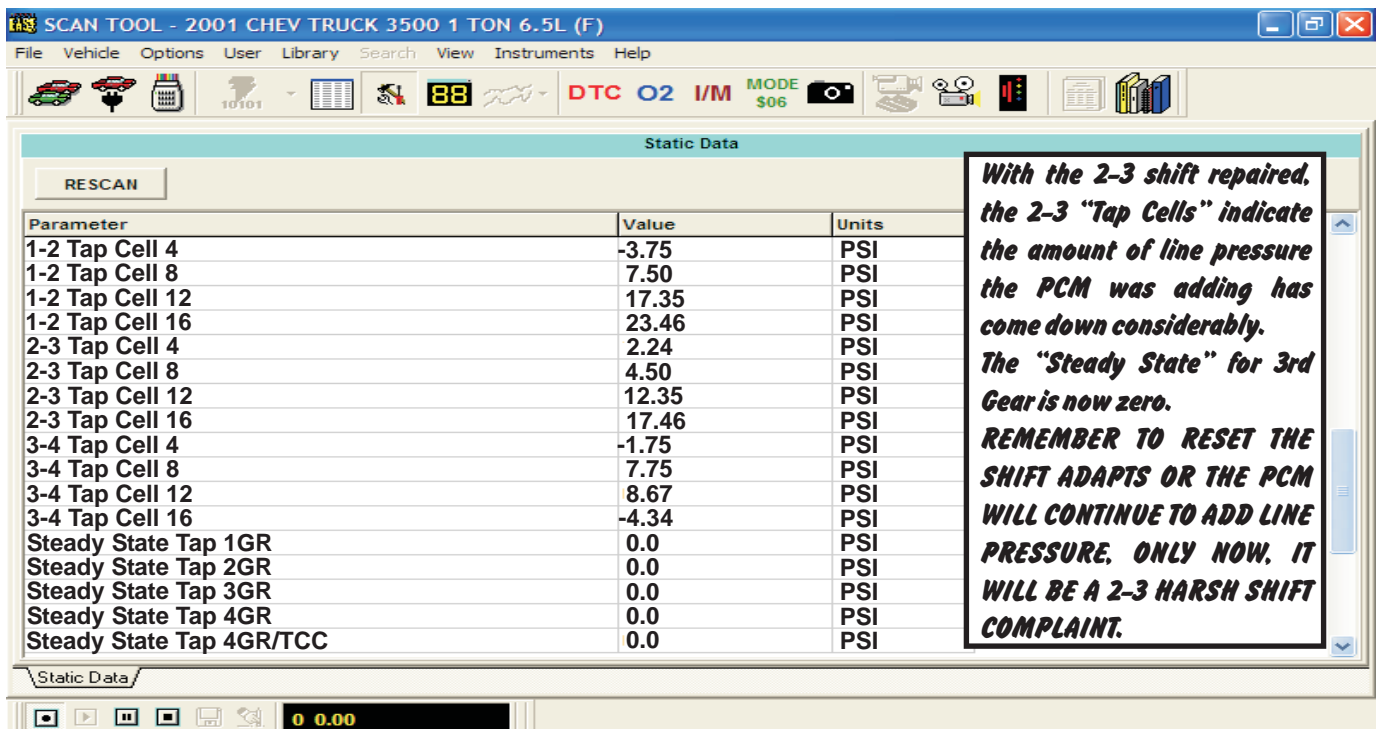 SCAN TOOL - 2001 CHEV TRUCK 3500 1 TON 6.5L (F)
File Vehicle Options User Library Search View Instruments Help
10101 88 DTC O2 I/M MODE $06
Static Data
RESCAN
Parameter Value Units
1-2 Tap Cell 4 -3.75 PSI
1-2 Tap Cell 8 7.50 PSI
1-2 Tap Cell 12 17.35 PSI
1-2 Tap Cell 16 23.46 PSI
2-3 Tap Cell 4 2.24 PSI
2-3 Tap Cell 8 4.50 PSI
2-3 Tap Cell 12 12.35 PSI
2-3 Tap Cell 16 17.46 PSI
3-4 Tap Cell 4 -1.75 PSI
3-4 Tap Cell 8 7.75 PSI
3-4 Tap Cell 12 8.67 PSI
3-4 Tap Cell 16 -4.34 PSI
Steady State Tap 1GR 0.0 PSI
Steady State Tap 2GR 0.0 PSI
Steady State Tap 3GR 0.0 PSI
Steady State Tap 4GR 0.0 PSI
Steady State Tap 4GR/TCC 0.0 PSI
With the 2-3 shift repaired,
the 2-3 “Tap Cells” indicate
the amount of line pressure
the PCM was adding has
come down considerably.
The “Steady State” for 3rd
Gear is now zero.
REMEMBER TO RESET THE
SHIFT ADAPTS OR THE PCM
WILL CONTINUE TO ADD LINE
PRESSURE, ONLY NOW, IT
WILL BE A 2-3 HARSH SHIFT
COMPLAINT.
Static Data
0 0.00